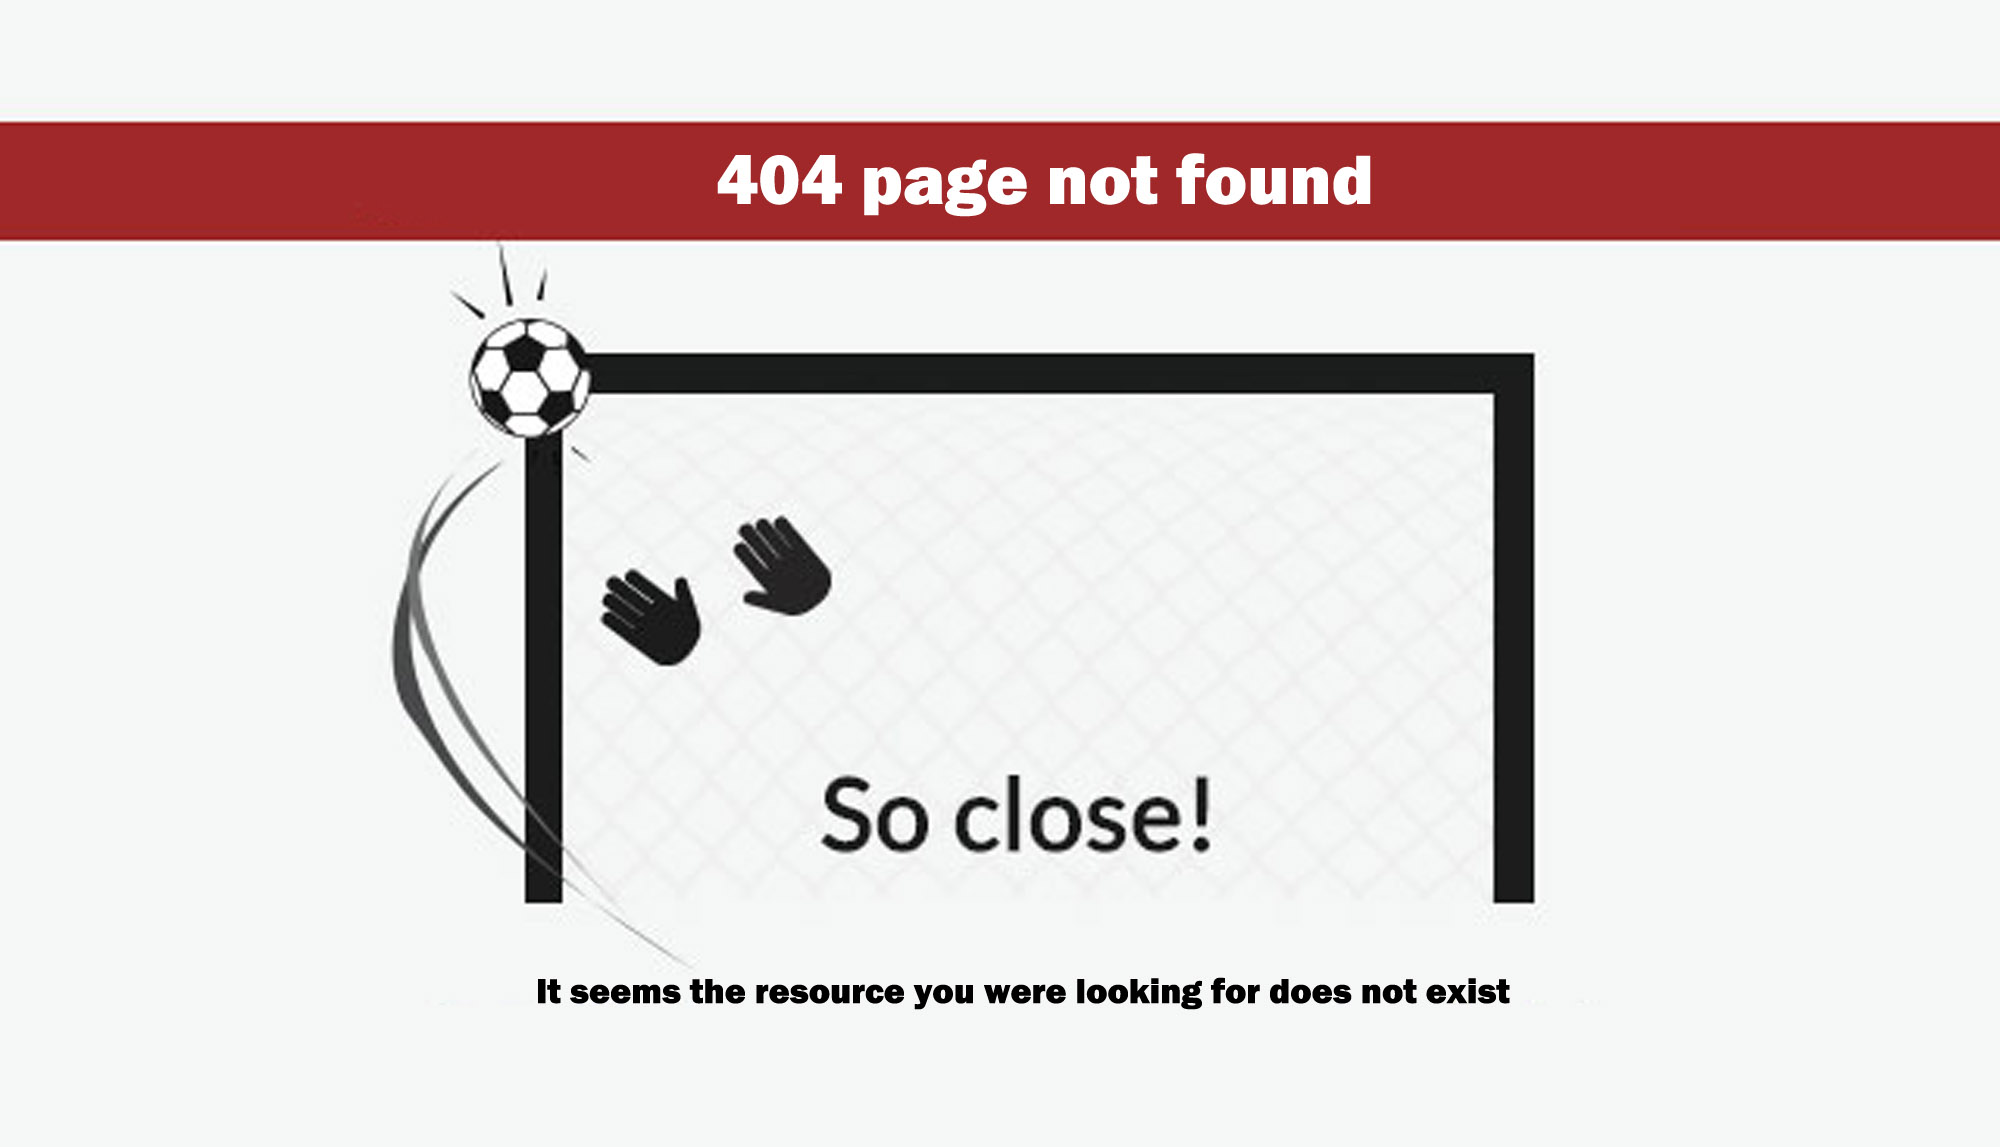 404 page not found
So close!
It seems the resource you were looking for does not exist